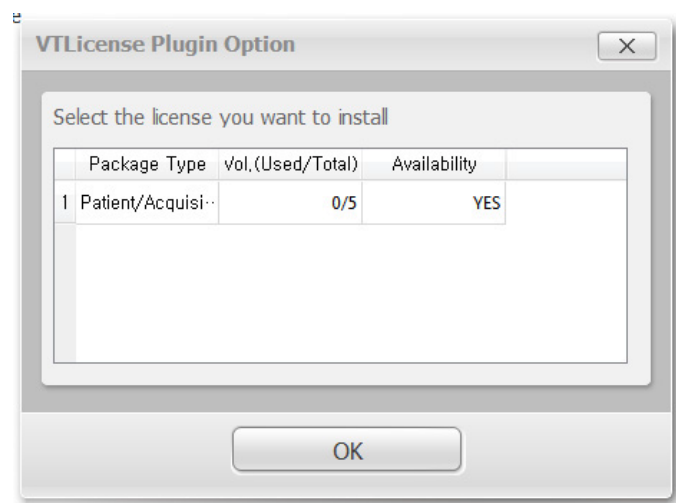 e
VTLicense Plugin Option
Select the license you want to install
Package Type Vol,(Used/Total) Availability
1 Patient/Acquisi··· 0/5 YES
OK